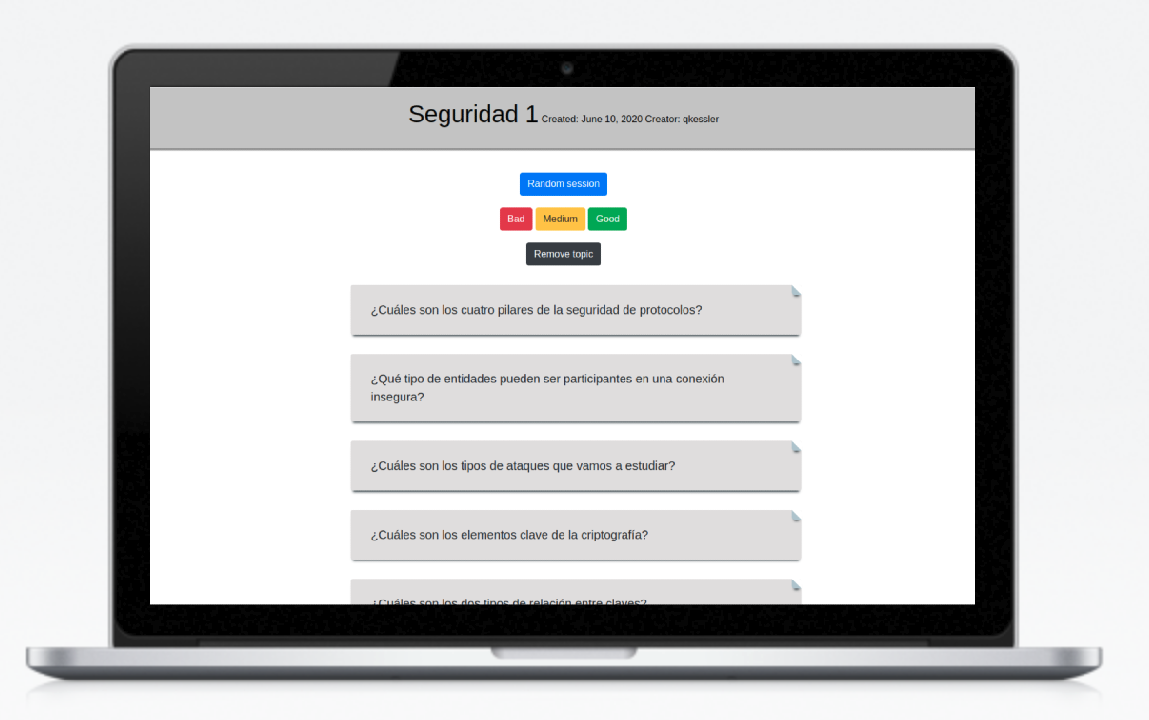 Seguridad 1 Created: June 10, 2020 Creator: qkessler
Random session
Bad Medium Good
Remove topic
¿Cuáles son los cuatro pilares de la seguridad de protocolos?
¿Qué tipo de entidades pueden ser participantes en una conexión
insegura?
¿Cuáles son los tipos de ataques que vamos a estudiar?
¿Cuáles son los elementos clave de la criptografía?
¿Cuáles son los dos tipos de relación entre claves?